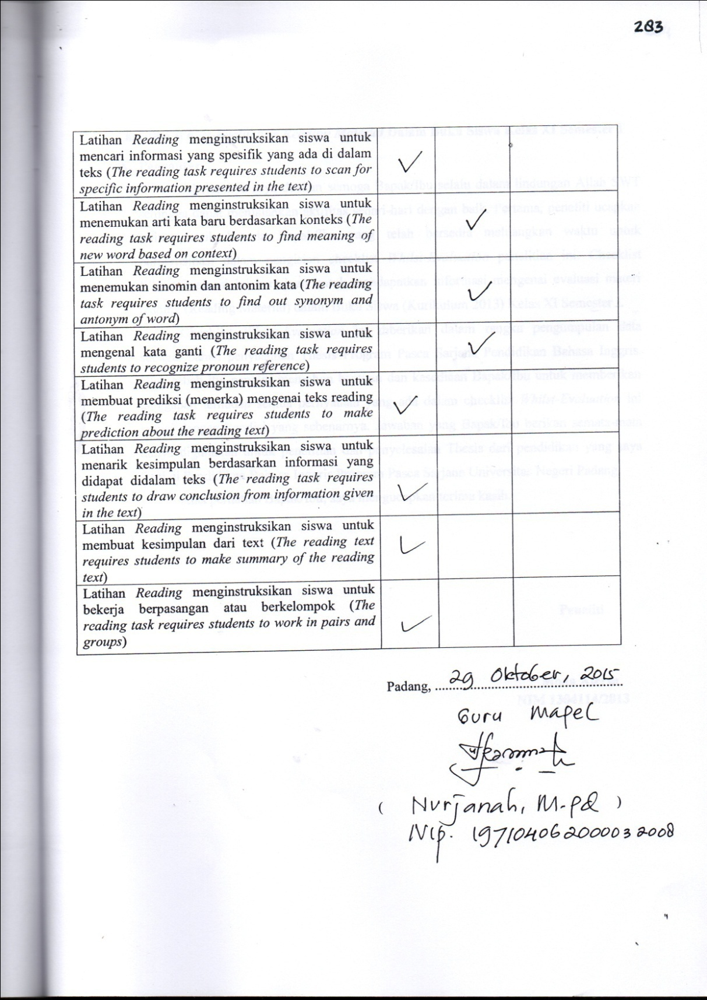 283
Latihan Reading menginstruksikan siswa untuk
mencari informasi yang spesifik yang ada di dalam
teks (The reading task requires students to scan for
specific information presented in the text)
Latihan Reading menginstruksikan siswa untuk
menemukan arti kata baru berdasarkan konteks (The
reading task requires students to find meaning of
new word based on context)
Latihan Reading menginstruksikan siswa untuk
menemukan sinomin dan antonim kata (The reading
task requires students to find out synonym and
antonym of word)
Latihan Reading menginstruksikan siswa untuk
mengenal kata ganti (The reading task requires
students to recognize pronoun reference)
Latihan Reading menginstruksikan siswa untuk
membuat prediksi (menerka) mengenai teks reading
(The reading task requires students to make
prediction about the reading text)
Latihan Reading menginstruksikan siswa untuk
menarik kesimpulan berdasarkan informasi yang
didapat didalam teks (The reading task requires
students to draw conclusion from information given
in the text)
Latihan Reading menginstruksikan siswa untuk
membuat kesimpulan dari text (The reading text
requires students to make summary of the reading
text)
Latihan Reading menginstruksikan siswa untuk
bekerja berpasangan atau berkelompok (The
reading task requires students to work in pairs and
groups)
Padang, 29 Oktober, 2015
Guru Mapel
( Nurjanah, M.Pd )
Nip. 197104062000032008